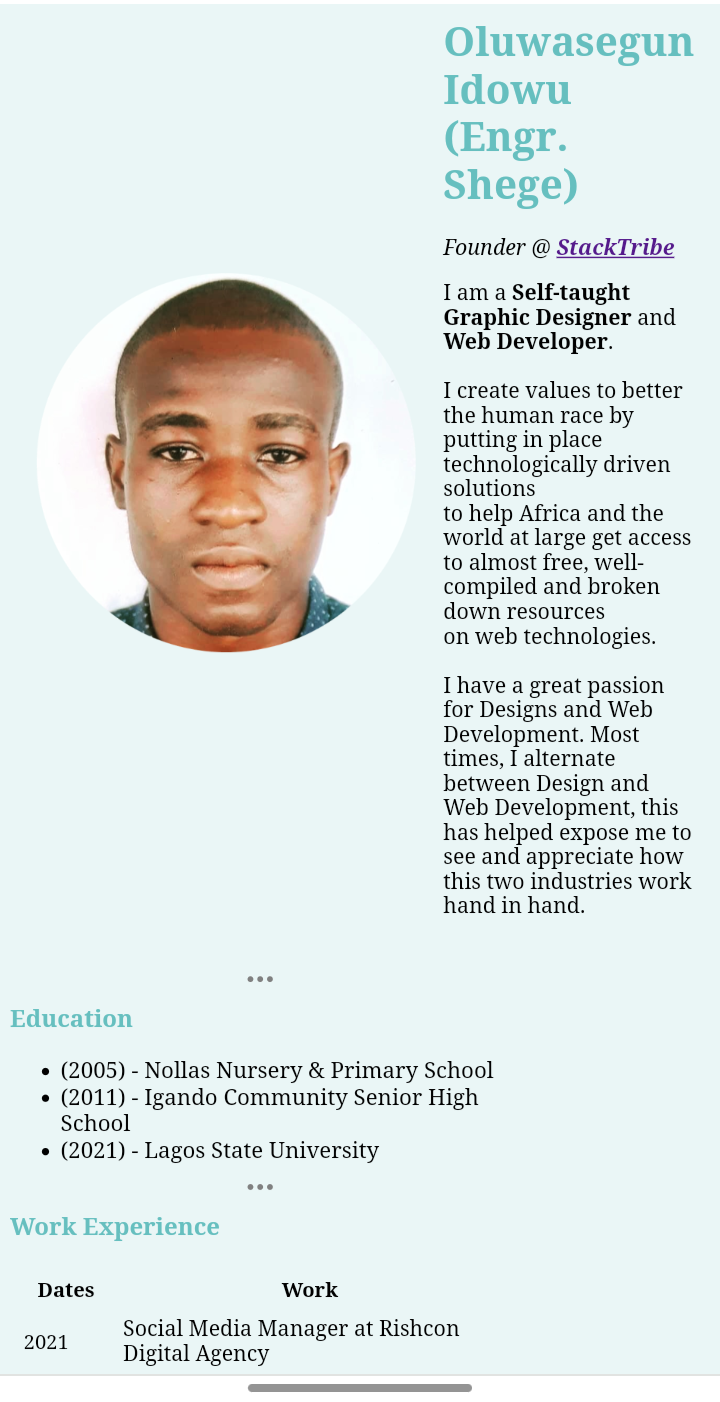 Oluwasegun
Idowu
(Engr.
Shege)
Founder @ StackTribe
I am a Self-taught
Graphic Designer and
Web Developer.
I create values to better
the human race by
putting in place
technologically driven
solutions
to help Africa and the
world at large get access
to almost free, well-
compiled and broken
down resources
on web technologies.
I have a great passion
for Designs and Web
Development. Most
times, I alternate
between Design and
Web Development, this
has helped expose me to
see and appreciate how
this two industries work
hand in hand.
Education
• (2005) - Nollas Nursery & Primary School
• (2011) - Igando Community Senior High
School
• (2021) - Lagos State University
Work Experience
Dates Work
2021 Social Media Manager at Rishcon
Digital Agency